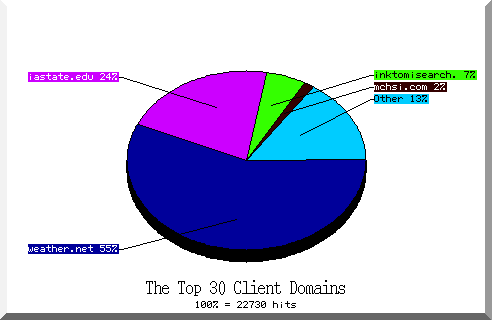 iastate.edu 24%
inktomisearch. 7%
mchsi.com 2%
Other 13%
weather.net 55%
The Top 30 Client Domains
100% = 22730 hits